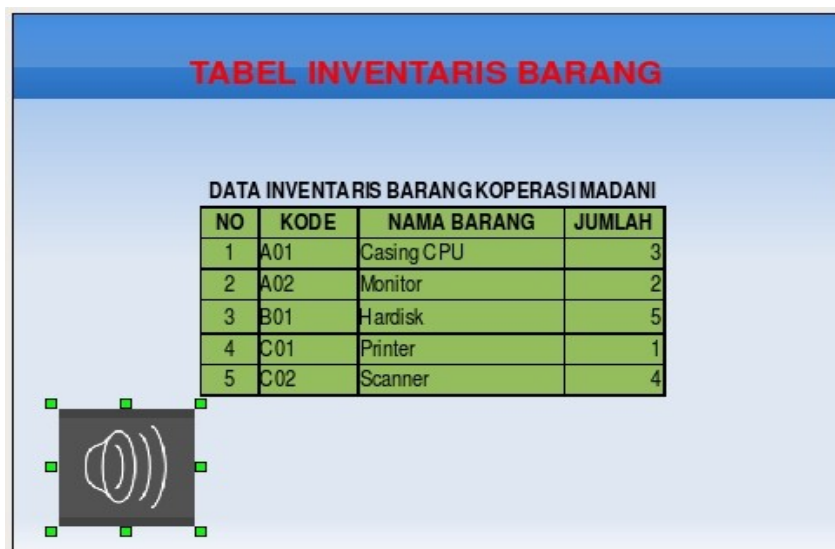 TABEL INVENTARIS BARANG
DATA INVENTARIS BARANG KOPERASI MADANI
NO KODE NAMA BARANG JUMLAH
1 A01 Casing CPU 3
2 A02 Monitor 2
3 B01 Hardisk 5
4 C01 Printer 1
5 C02 Scanner 4